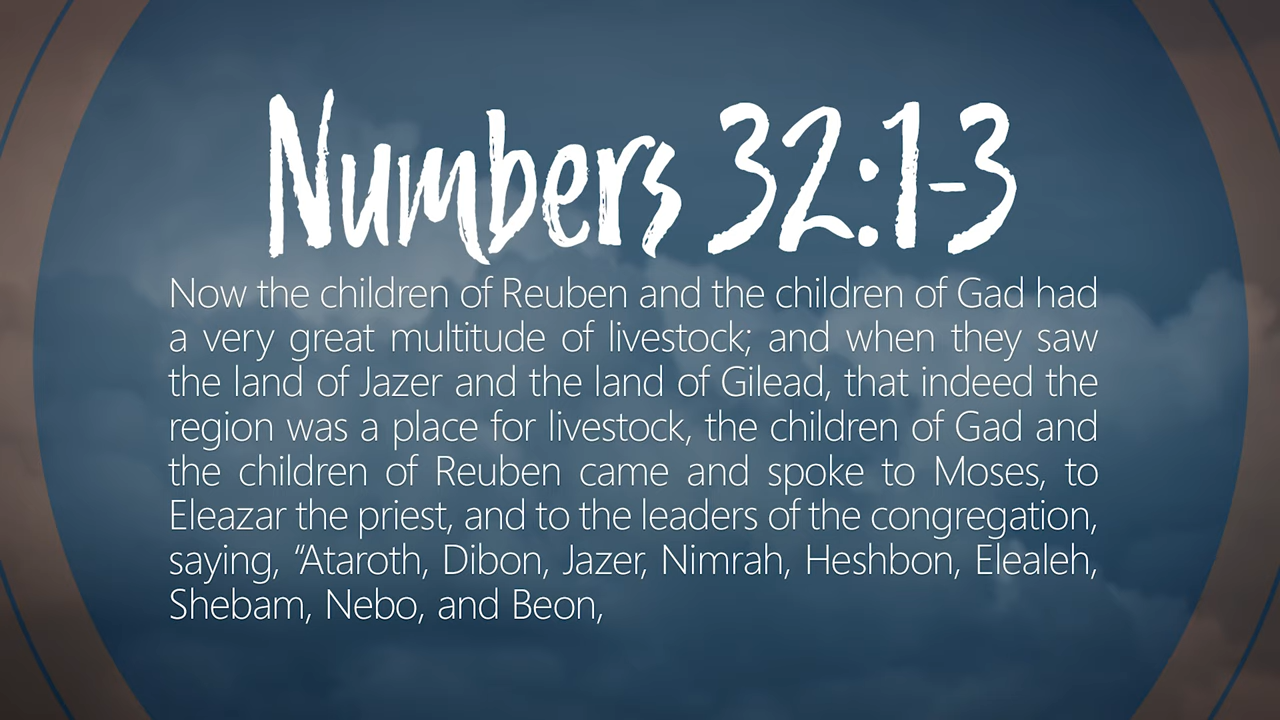 Numbers 32:1-3
Now the children of Reuben and the children of Gad had
a very great multitude of livestock; and when they saw
the land of Jazer and the land of Gilead, that indeed the
region was a place for livestock, the children of Gad and
the children of Reuben came and spoke to Moses, to
Eleazar the priest, and to the leaders of the congregation,
saying, “Ataroth, Dibon, Jazer, Nimrah, Heshbon, Elealeh,
Shebam, Nebo, and Beon,